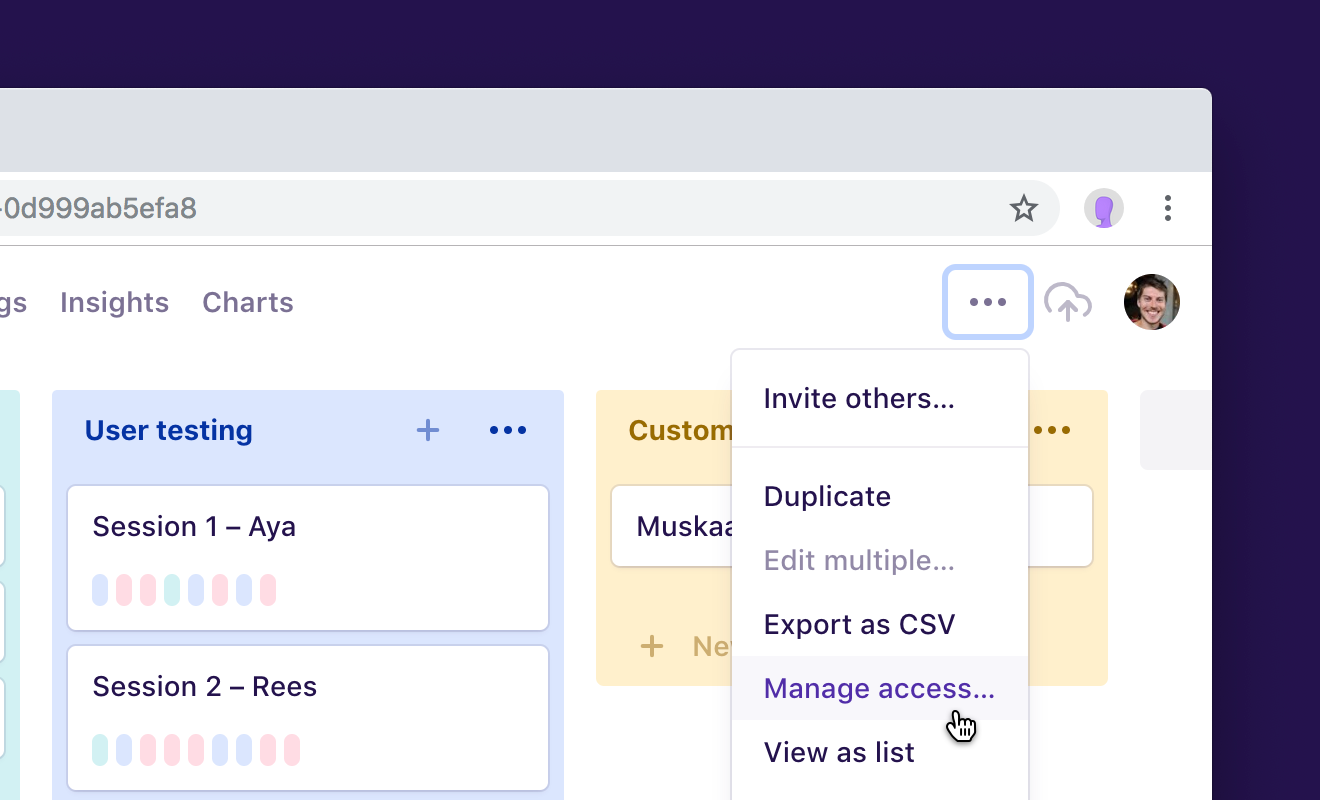 -0d999ab5efa8
gs Insights Charts
Invite others...
Duplicate
Edit multiple...
Export as CSV
Manage access...
View as list
User testing
Session 1 – Aya
Session 2 – Rees
Custom
Muskaa
+ Ne